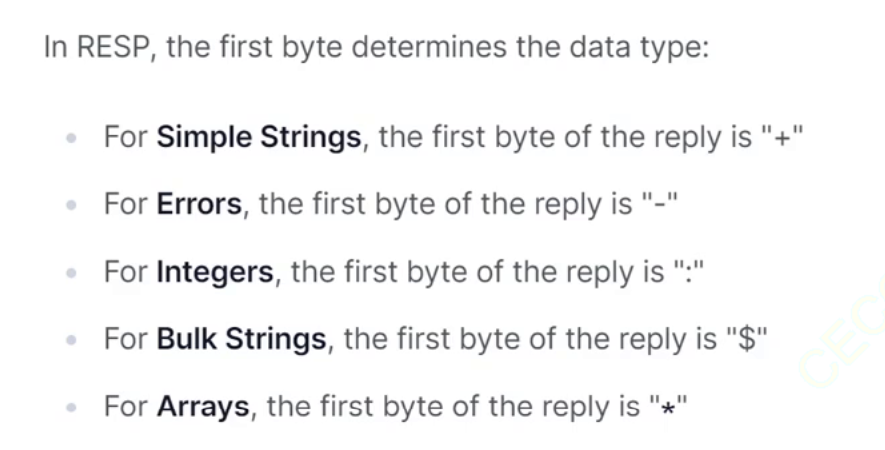 In RESP, the first byte determines the data type:
For Simple Strings, the first byte of the reply is "+"
For Errors, the first byte of the reply is "-"
For Integers, the first byte of the reply is ":"
For Bulk Strings, the first byte of the reply is "$"
For Arrays, the first byte of the reply is "*"